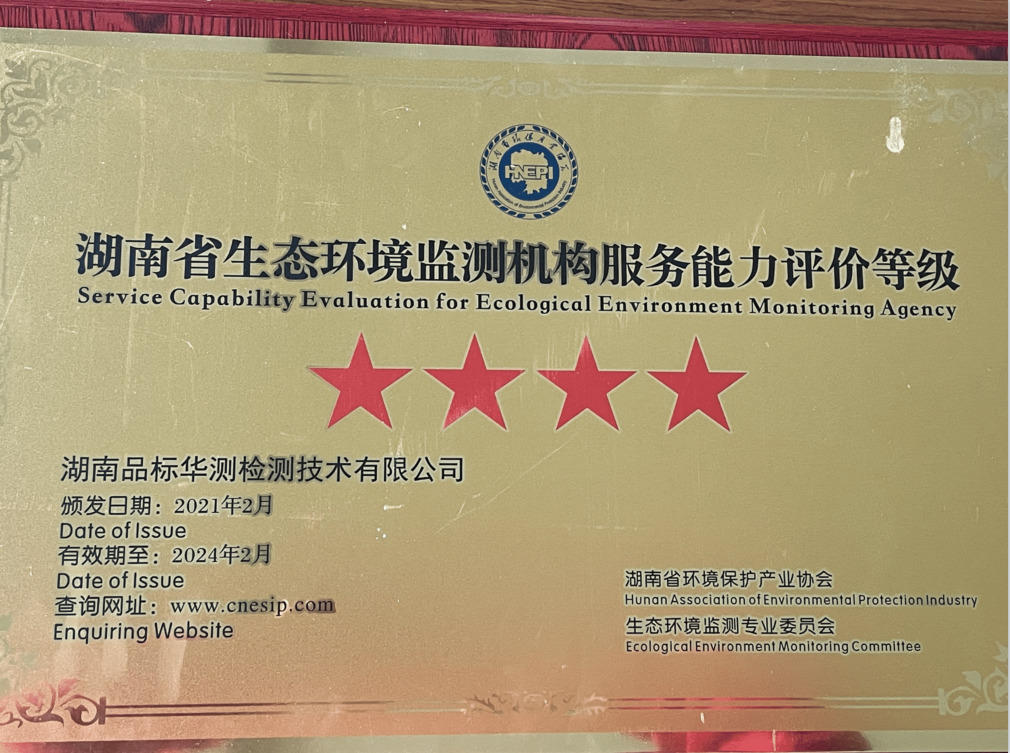 HNEPI
湖南省生态环境监测机构服务能力评价等级
Service Capability Evaluation for Ecological Environment Monitoring Agency
湖南品标华测检测技术有限公司
颁发日期：2021年2月
Date of Issue
有效期至：2024年2月
Date of Issue
查询网址：www.cnesip.com
Enquiring Website
湖南省环境保护产业协会
Hunan Association of Environmental Protection Industry
生态环境监测专业委员会
Ecological Environment Monitoring Committee